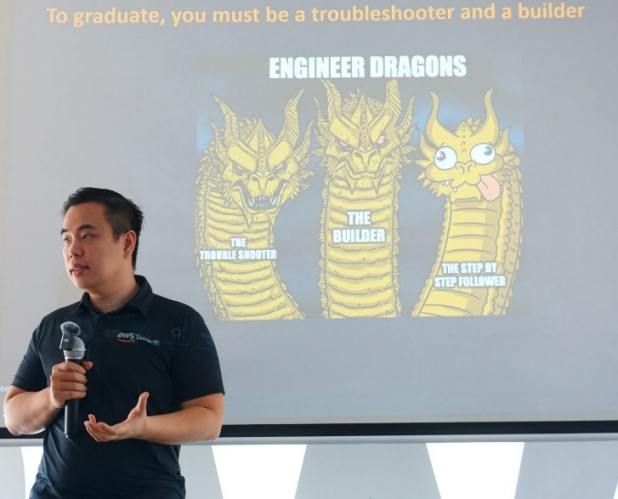 To graduate, you must be a troubleshooter and a builder
ENGINEER DRAGONS
THE
TROUBLE SHOOTER
THE
BUILDER
THE STEP BY
STEP FOLLOWER
aws